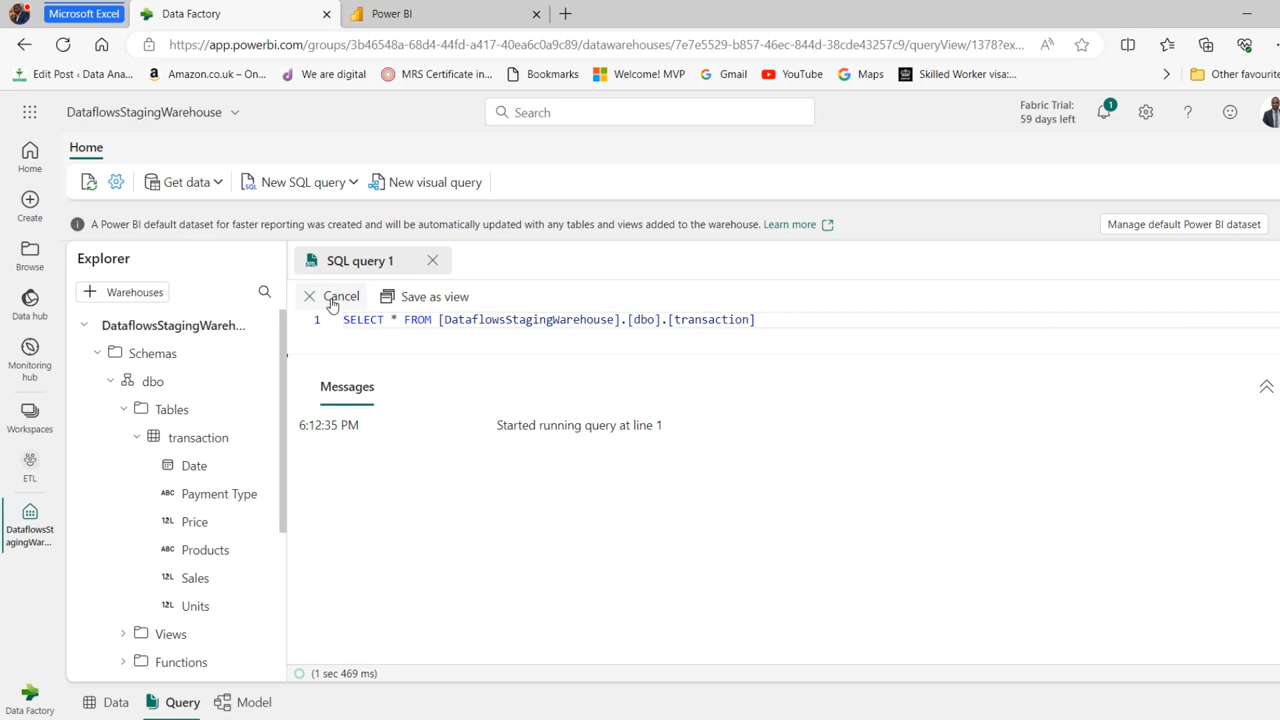 Microsoft Excel
Data Factory
Power BI
https://app.powerbi.com/groups/3b46548a-68d4-44fd-a417-40ea6c0a9c89/datawarehouses/7e7e5529-b857-46ec-844d-38cde43257c9/queryView/1378?ex...
Edit Post ‹ Data Ana...
Amazon.co.uk – On...
We are digital
MRS Certificate in...
Bookmarks
Welcome! MVP
Gmail
YouTube
Maps
Skilled Worker visa:...
Other favourite
DataflowsStagingWarehouse
Search
Fabric Trial:
59 days left
1
Home
Create
Browse
Data hub
Monitoring
hub
Workspaces
ETL
DataflowsSt
agingWar...
Data Factory
Home
Get data
New SQL query
New visual query
A Power BI default dataset for faster reporting was created and will be automatically updated with any tables and views added to the warehouse. Learn more
Manage default Power BI dataset
Explorer
+ Warehouses
DataflowsStagingWareh...
Schemas
dbo
Tables
transaction
Date
ABC Payment Type
12L Price
ABC Products
12L Sales
12L Units
Views
Functions
SQL query 1
Cancel
Save as view
1 SELECT * FROM [DataflowsStagingWarehouse].[dbo].[transaction]
Messages
6:12:35 PM Started running query at line 1
(1 sec 469 ms)
Data
Query
Model